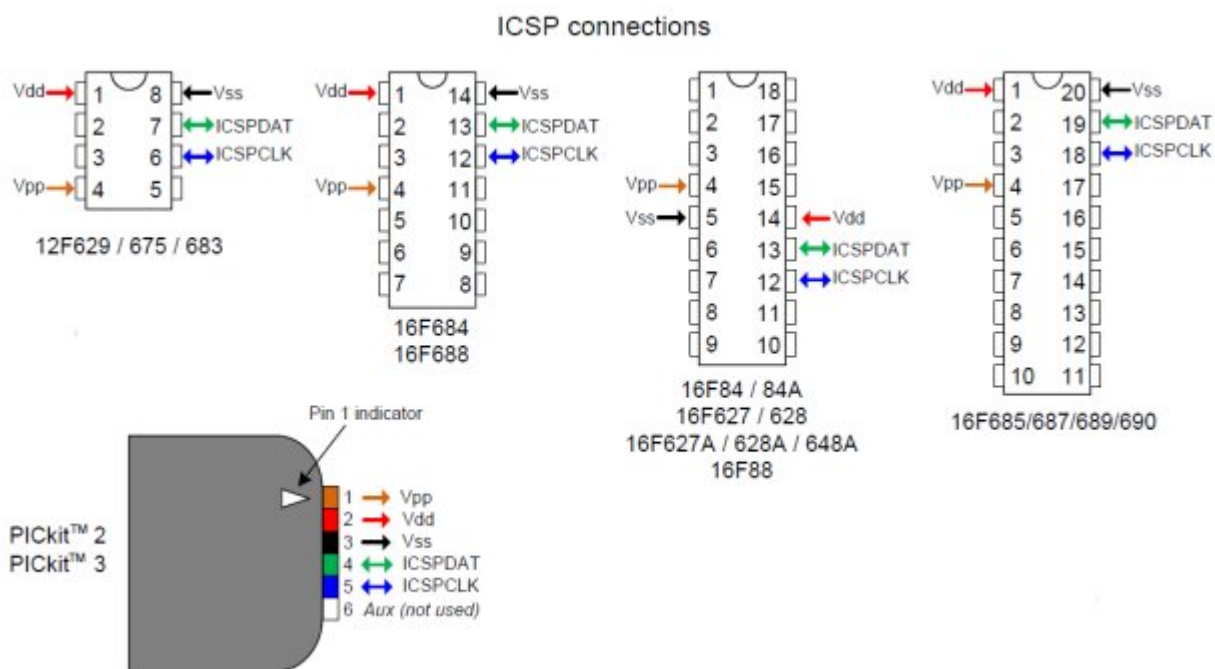 ICSP connections
Vdd 1 8 Vss
2 7 ICSPDAT
3 6 ICSPCLK
Vpp 4 5
12F629 / 675 / 683
Vdd 1 14 Vss
2 13 ICSPDAT
3 12 ICSPCLK
Vpp 4 11
5 10
6 9
7 8
16F684
16F688
1 18
2 17
3 16
Vpp 4 15
Vss 5 14 Vdd
6 13 ICSPDAT
7 12 ICSPCLK
8 11
9 10
16F84 / 84A
16F627 / 628
16F627A / 628A / 648A
16F88
Vdd 1 20 Vss
2 19 ICSPDAT
3 18 ICSPCLK
Vpp 4 17
5 16
6 15
7 14
8 13
9 12
10 11
16F685/687/689/690
Pin 1 indicator
PICkit™ 2
PICkit™ 3
1 Vpp
2 Vdd
3 Vss
4 ICSPDAT
5 ICSPCLK
6 Aux (not used)